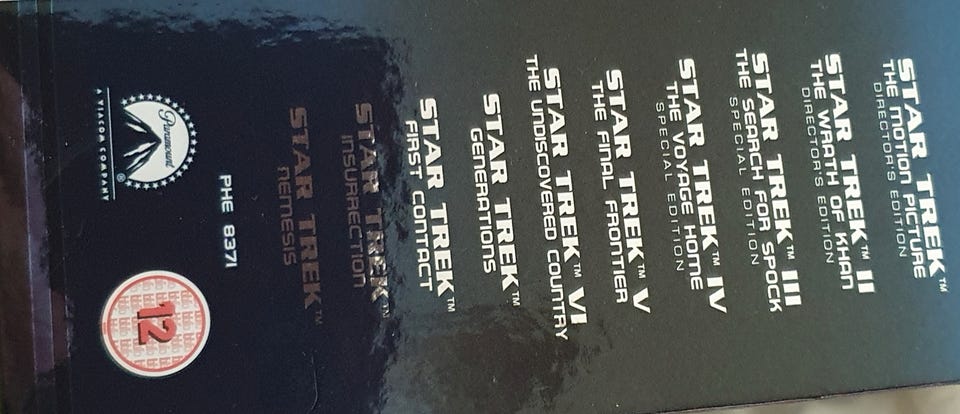 STAR TREK™
THE MOTION PICTURE
DIRECTOR'S EDITION
STAR TREK™ II
THE WRATH OF KHAN
DIRECTOR'S EDITION
STAR TREK™ III
THE SEARCH FOR SPOCK
SPECIAL EDITION
STAR TREK™ IV
THE VOYAGE HOME
SPECIAL EDITION
STAR TREK™ V
THE FINAL FRONTIER
STAR TREK™ VI
THE UNDISCOVERED COUNTRY
STAR TREK™
GENERATIONS
STAR TREK™
FIRST CONTACT
STAR TREK™
INSURRECTION
STAR TREK™
NEMESIS
PHE 8371
Paramount
®
A VIACOM COMPANY
12